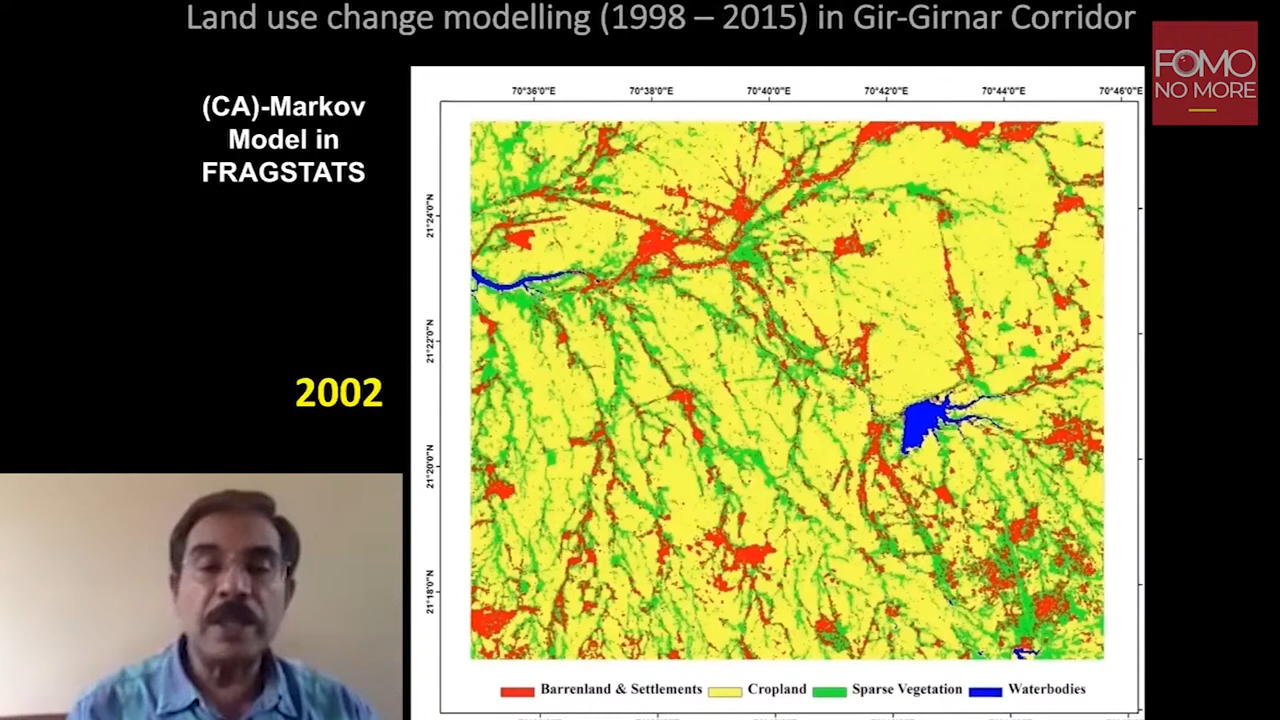 Land use change modelling (1998 – 2015) in Gir-Girnar Corridor
FOMO
NO MORE
(CA)-Markov
Model in
FRAGSTATS
2002
70°36'0"E 70°38'0"E 70°40'0"E 70°42'0"E 70°44'0"E 70°46'0"E
21°24'0"N
21°22'0"N
21°20'0"N
21°18'0"N
Barrenland & Settlements Cropland Sparse Vegetation Waterbodies